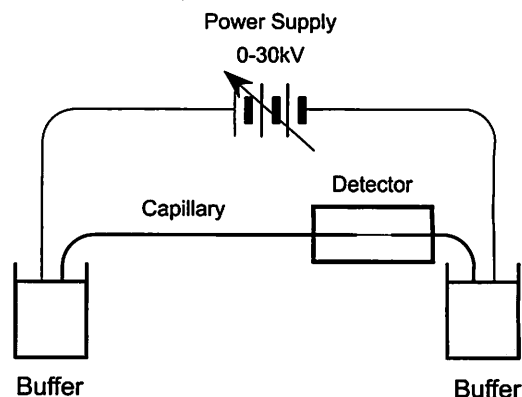 Power Supply
0-30kV
Detector
Capillary
Buffer
Buffer